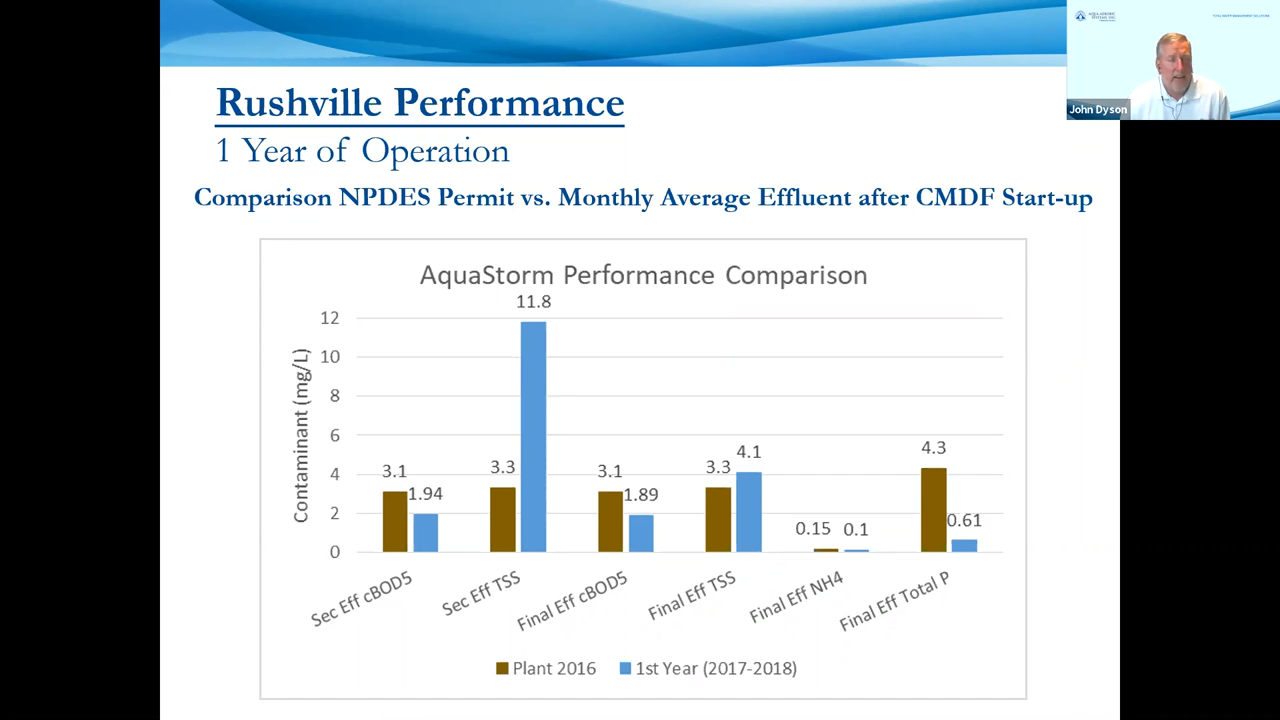 Rushville Performance
1 Year of Operation
Comparison NPDES Permit vs. Monthly Average Effluent after CMDF Start-up
AquaStorm Performance Comparison
Contaminant (mg/L)
12
10
8
6
4
2
0
3.1
1.94
3.3
11.8
3.1
1.89
3.3
4.1
0.15
0.1
4.3
0.61
Sec Eff cBOD5
Sec Eff TSS
Final Eff cBOD5
Final Eff TSS
Final Eff NH4
Final Eff Total P
Plant 2016
1st Year (2017-2018)
John Dyson